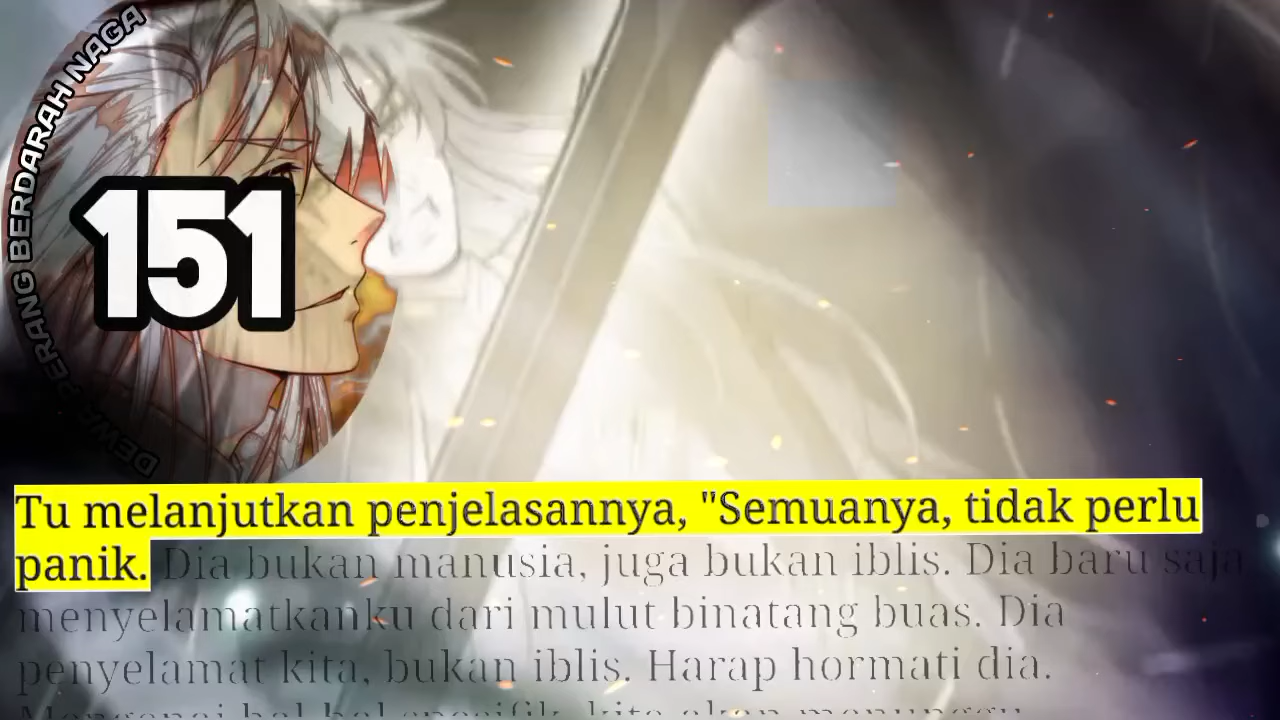 DEWA PERANG BERDARAH NAGA
151
Tu melanjutkan penjelasannya, "Semuanya, tidak perlu
panik. Dia bukan manusia, juga bukan iblis. Dia baru saja
menyelamatkanku dari mulut binatang buas. Dia
penyelamat kita, bukan iblis. Harap hormati dia.